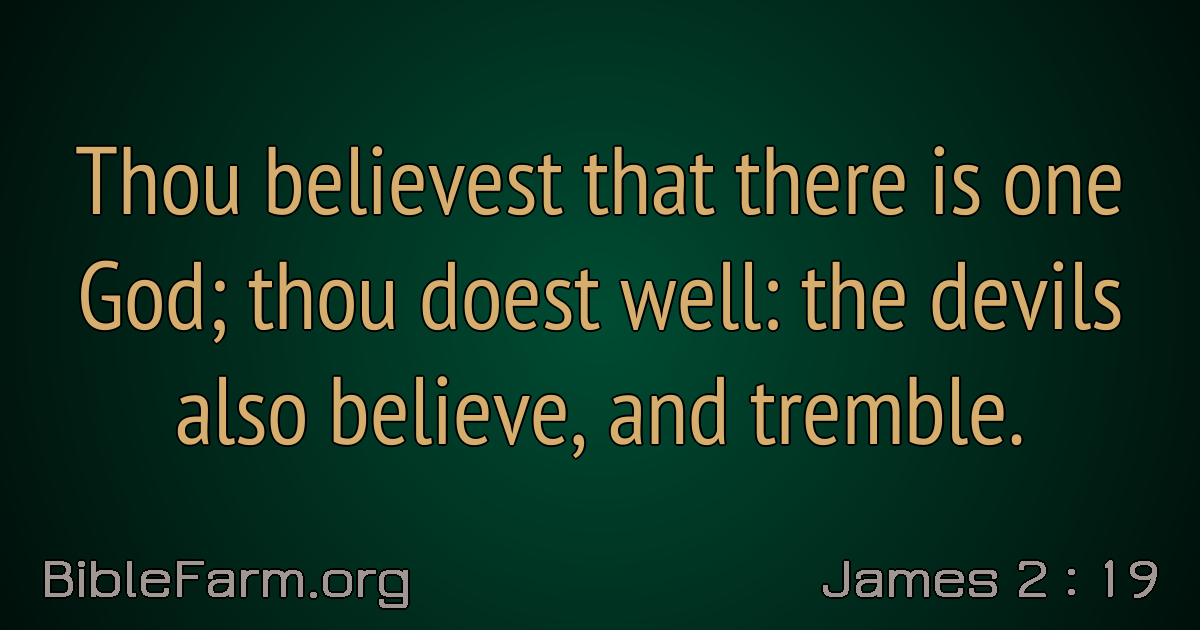 Thou believest that there is one
God; thou doest well: the devils
also believe, and tremble.
BibleFarm.org
James 2 : 19